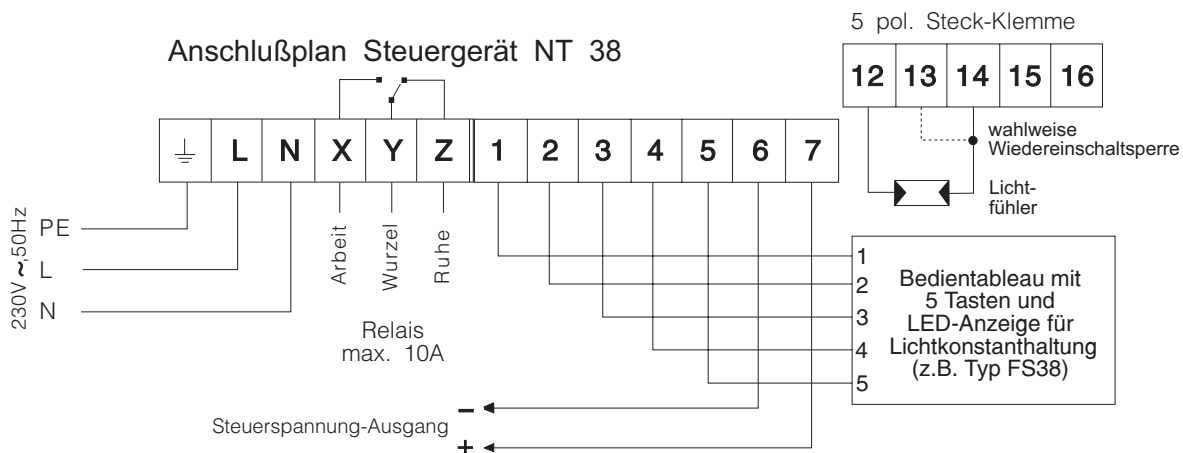 5 pol. Steck-Klemme
Anschlußplan Steuergerät NT 38
12 13 14 15 16
wahlweise
Wiedereinschaltsperre
Licht-
fühler
L N X Y Z 1 2 3 4 5 6 7
230V ~,50Hz
PE
L
N
Arbeit
Wurzel
Ruhe
Relais
max. 10A
1
2
3
4
5
Bedientableau mit
5 Tasten und
LED-Anzeige für
Lichtkonstanthaltung
(z.B. Typ FS38)
Steuerspannung-Ausgang
−
+